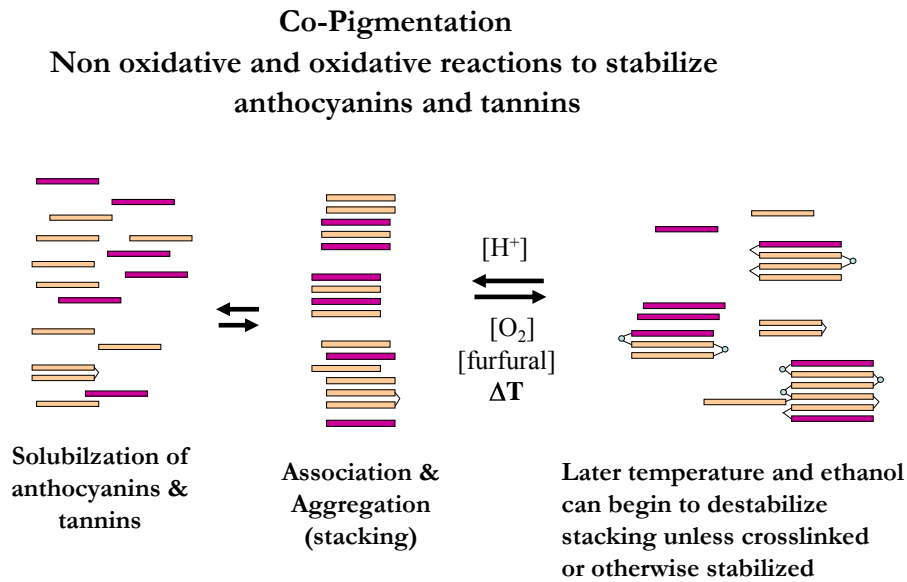 Co-Pigmentation
Non oxidative and oxidative reactions to stabilize
anthocyanins and tannins
[H⁺]
[O₂]
[furfural]
ΔT
Solubilzation of
anthocyanins &
tannins
Association &
Aggregation
(stacking)
Later temperature and ethanol
can begin to destabilize
stacking unless crosslinked
or otherwise stabilized